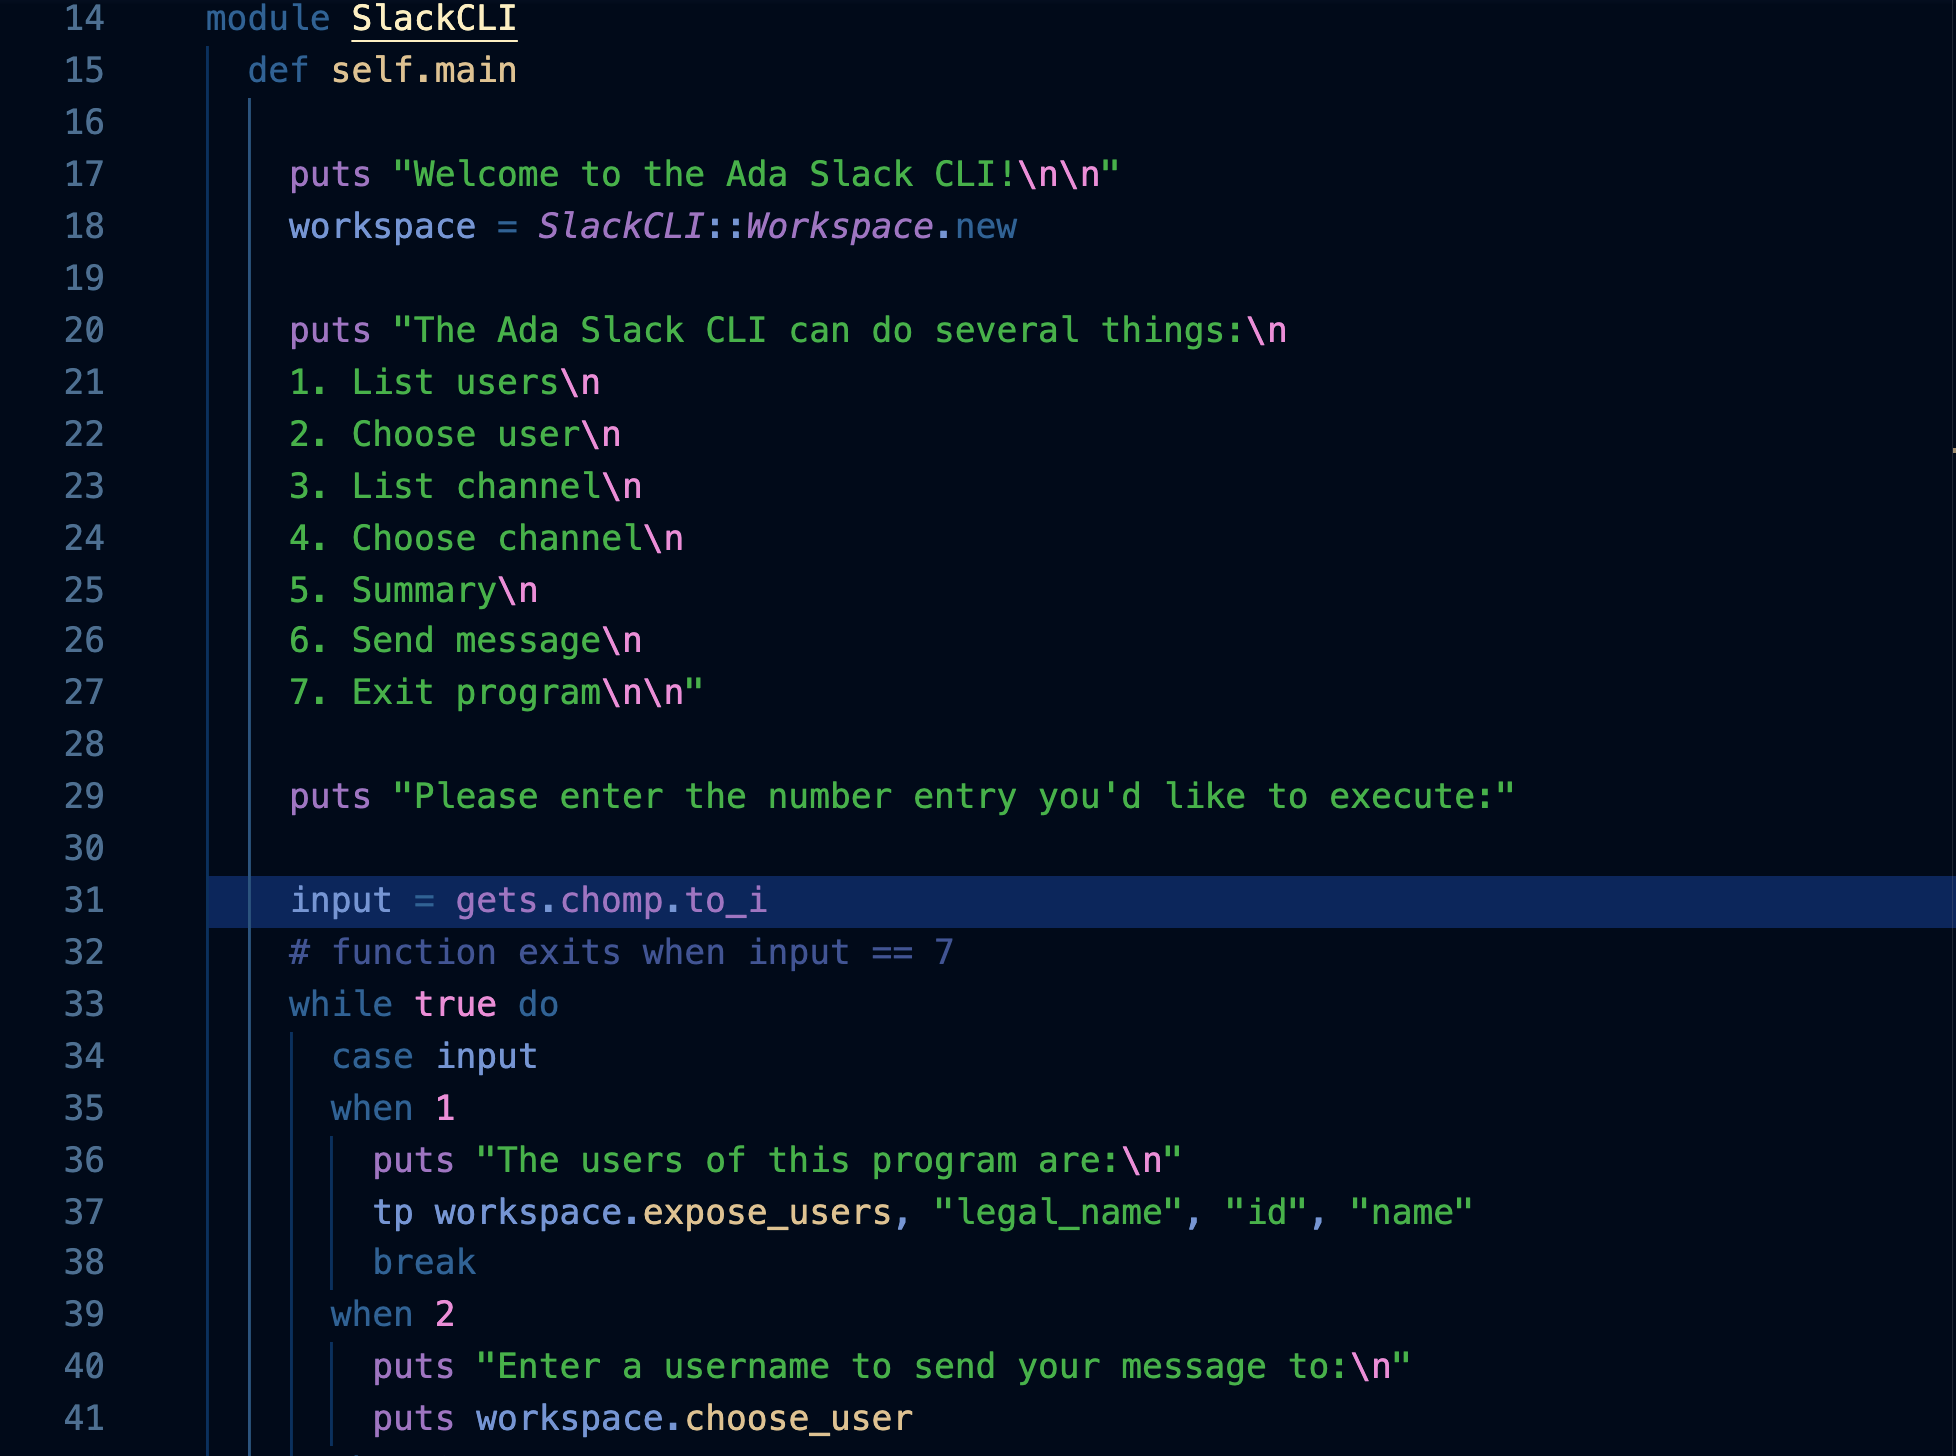 14 module SlackCLI
15 def self.main
16
17 puts "Welcome to the Ada Slack CLI!\n\n"
18 workspace = SlackCLI::Workspace.new
19
20 puts "The Ada Slack CLI can do several things:\n
21 1. List users\n
22 2. Choose user\n
23 3. List channel\n
24 4. Choose channel\n
25 5. Summary\n
26 6. Send message\n
27 7. Exit program\n\n"
28
29 puts "Please enter the number entry you'd like to execute:"
30
31 input = gets.chomp.to_i
32 # function exits when input == 7
33 while true do
34 case input
35 when 1
36 puts "The users of this program are:\n"
37 tp workspace.expose_users, "legal_name", "id", "name"
38 break
39 when 2
40 puts "Enter a username to send your message to:\n"
41 puts workspace.choose_user